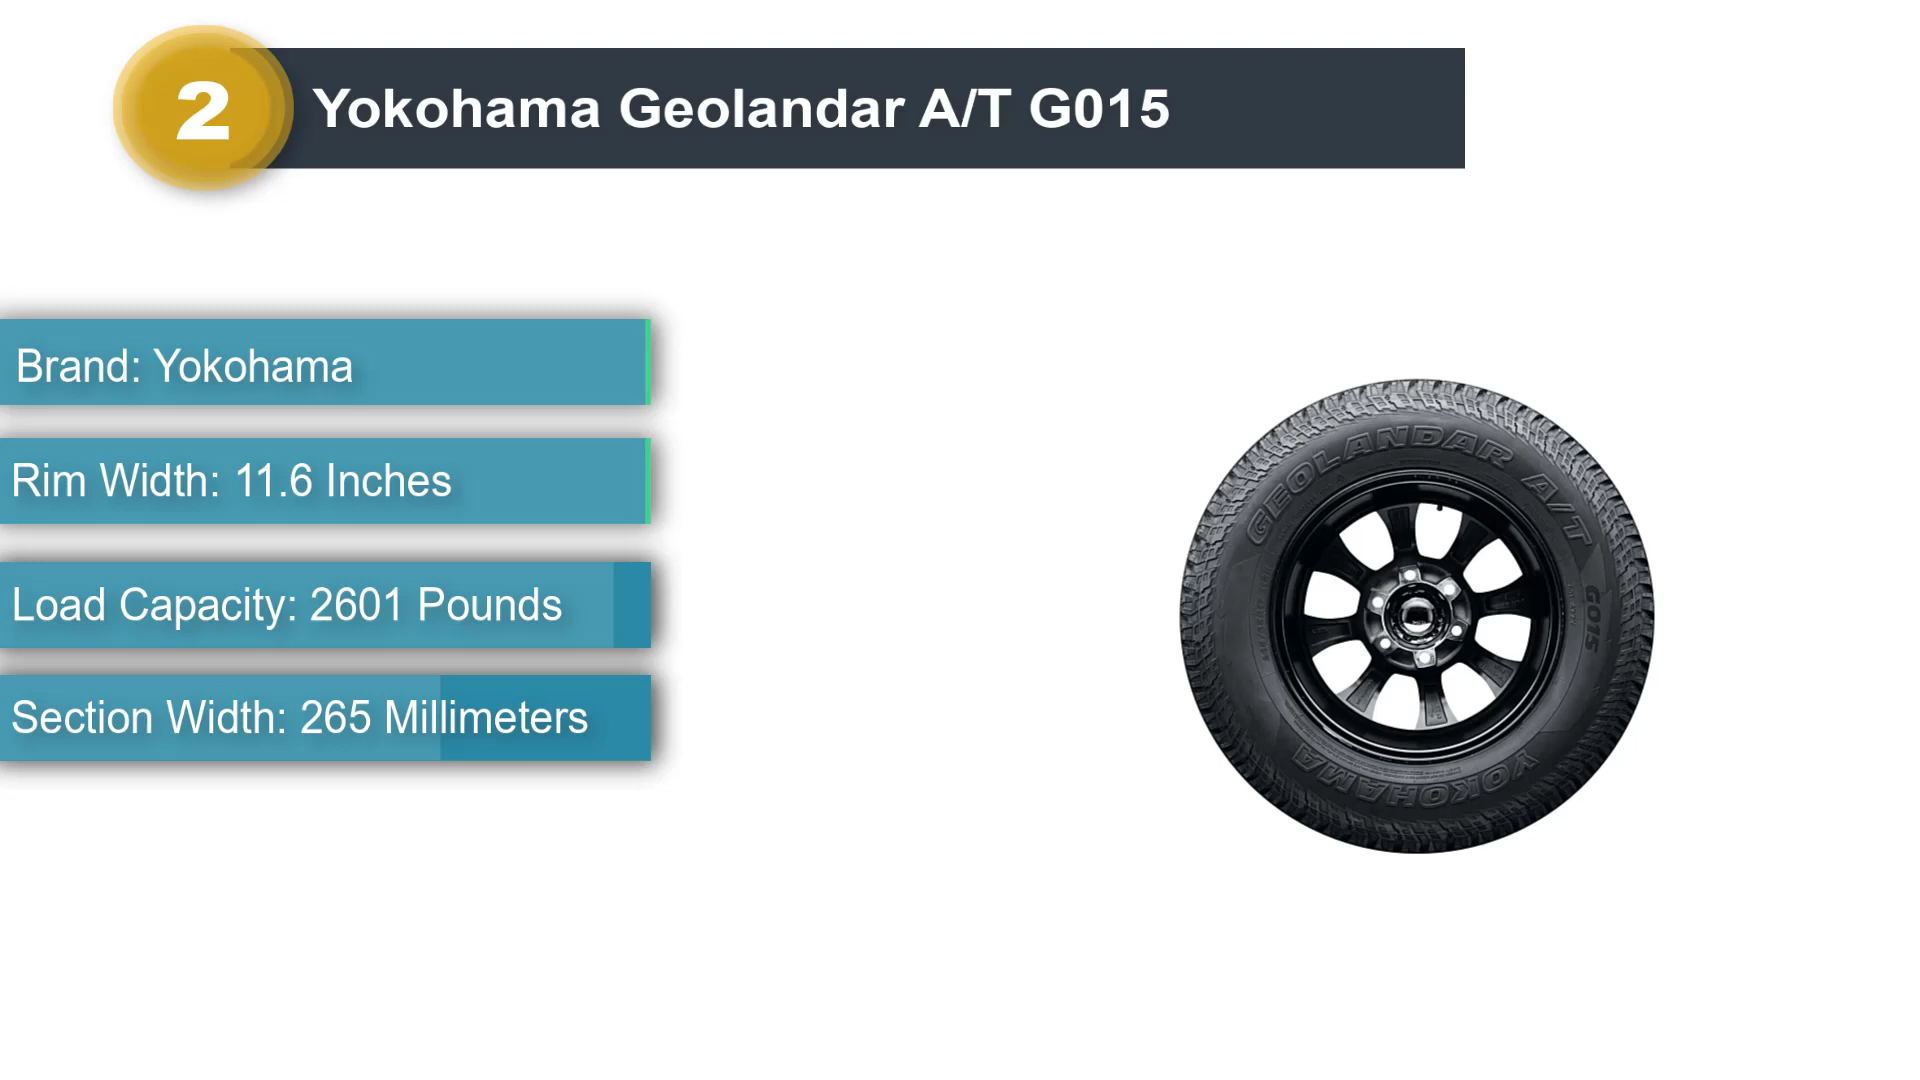 2
Yokohama Geolandar A/T G015
Brand: Yokohama
Rim Width: 11.6 Inches
Load Capacity: 2601 Pounds
Section Width: 265 Millimeters
GEOLANDAR A/T
G015
YOKOHAMA